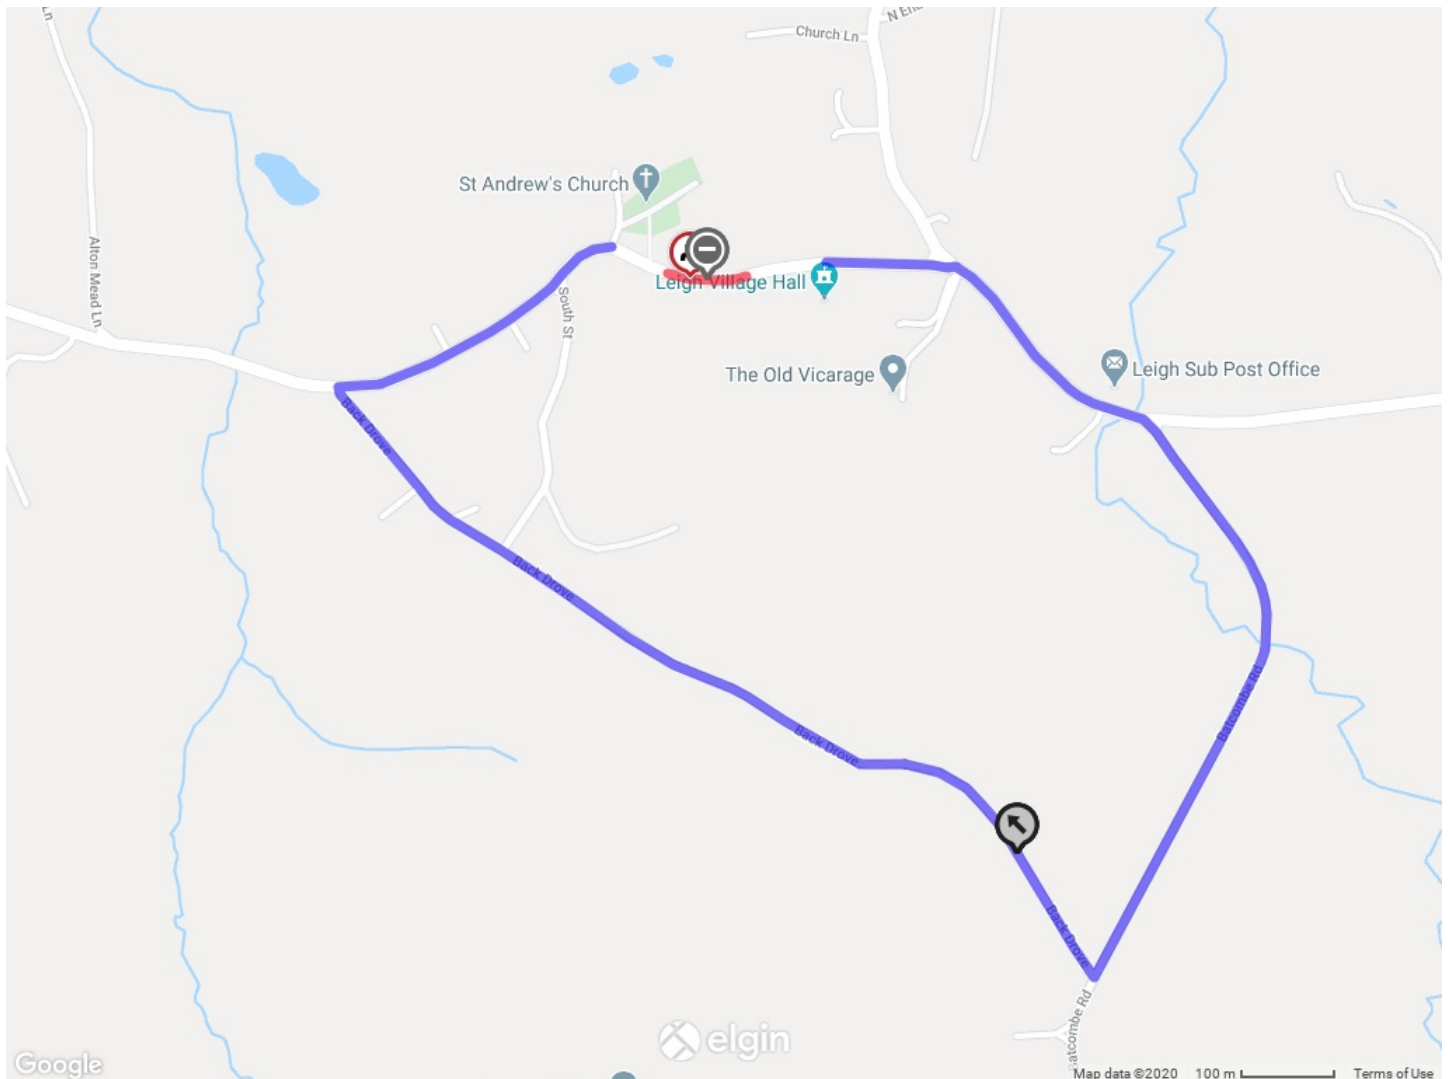 Ln
Church Ln
N En
St Andrew's Church
Alton Mead Ln
South St
Leigh Village Hall
The Old Vicarage
Leigh Sub Post Office
Back Drove
Back Drove
Back Drove
Batcombe Rd
Back Drove
Batcombe Rd
elgin
Google
Map data ©2020
100 m
Terms of Use